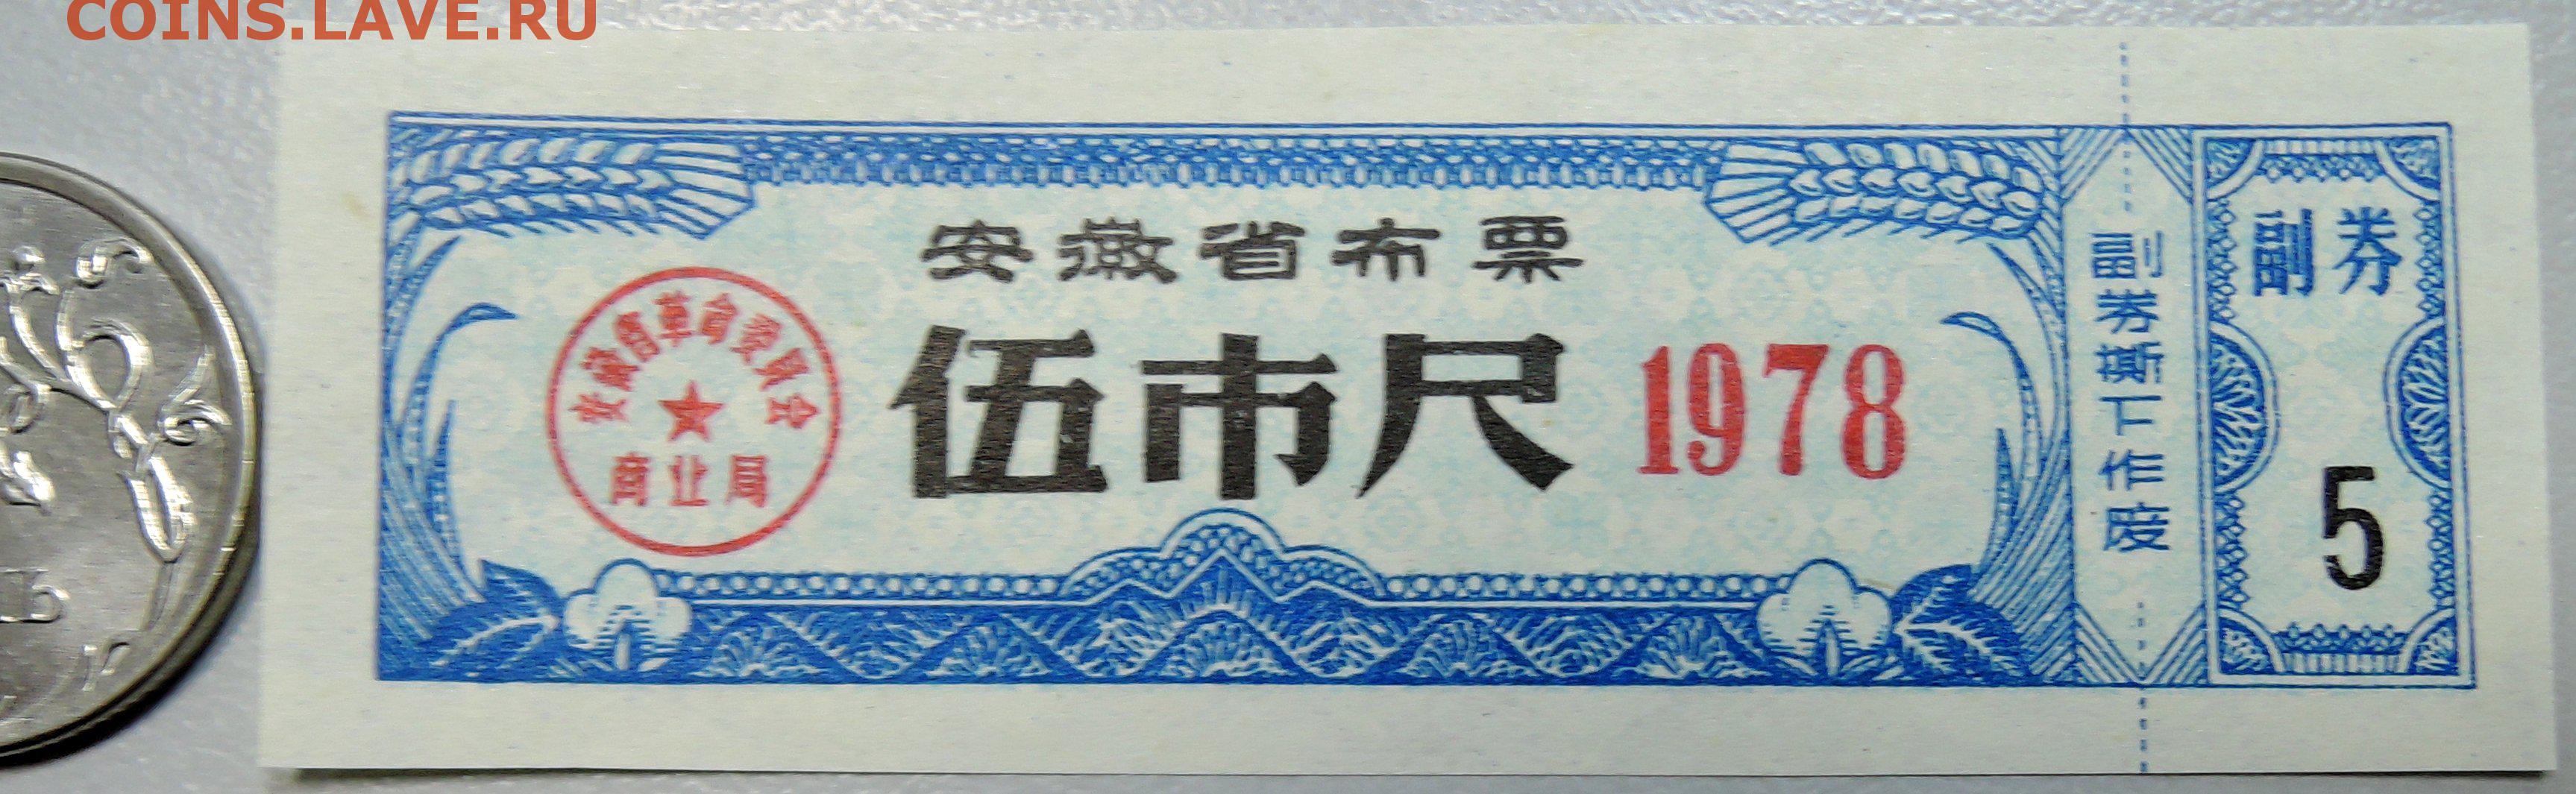 COINS.LAVE.RU
安徽省布票
安徽省革命委员会
商业局
伍市尺
1978
副券撕下作废
副券
5